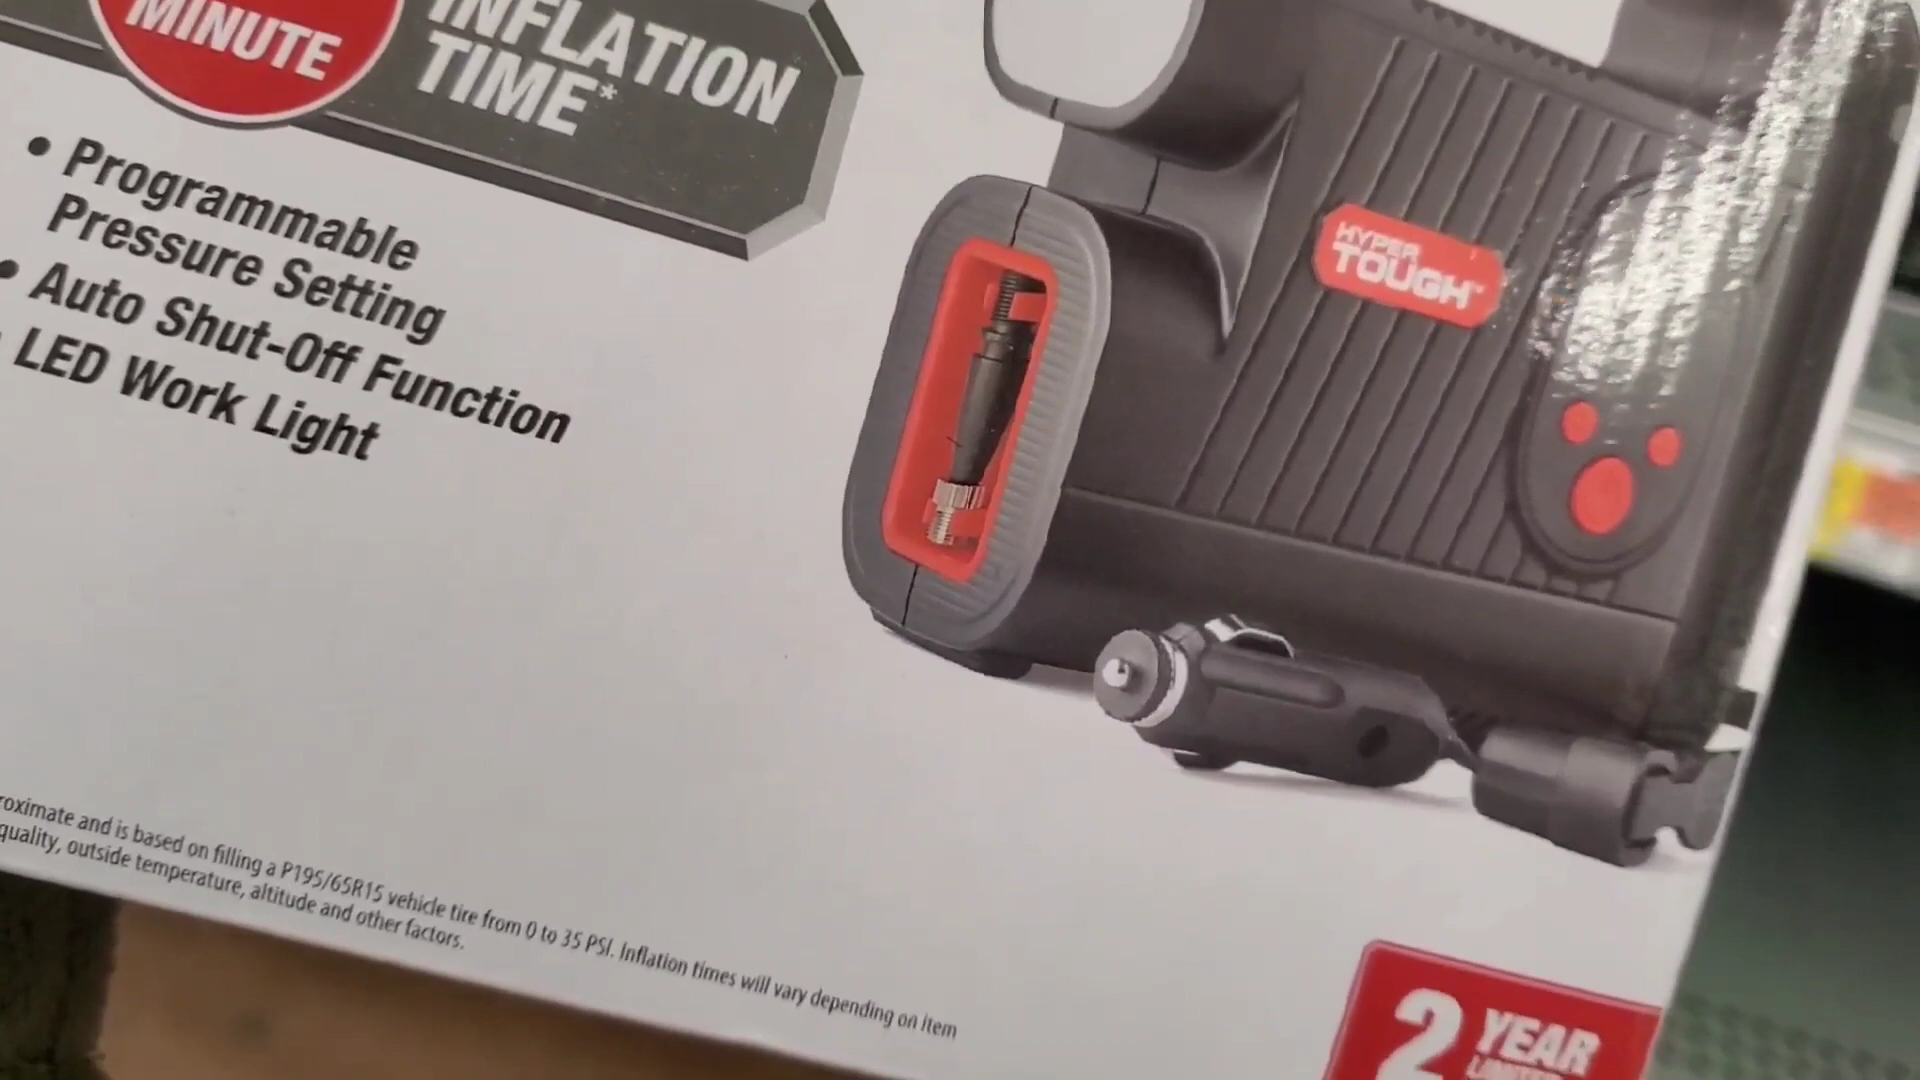 MINUTE
INFLATION
TIME*
• Programmable
Pressure Setting
• Auto Shut-Off Function
LED Work Light
HYPER
TOUGH™
and is based on filling a P195/65R15 vehicle tire from 0 to 35 PSI. Inflation times will vary depending on item
quality, outside temperature, altitude and other factors.
2 YEAR